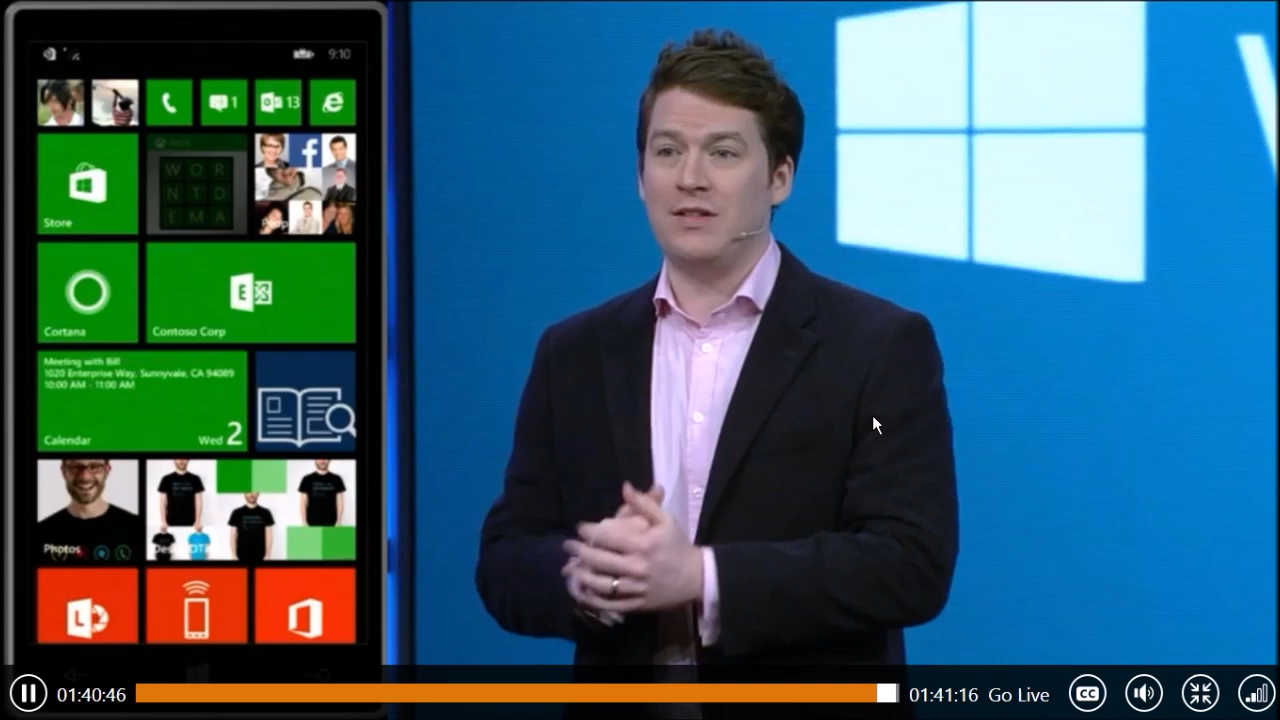 9:10
1
13
Store
W O R
N T D
E M A
Cortana
Contoso Corp
Meeting with Bill
1020 Enterprise Way, Sunnyvale, CA 94089
10:00 AM - 11:00 AM
Calendar
Wed 2
Photos
01:40:46
01:41:16
Go Live
CC